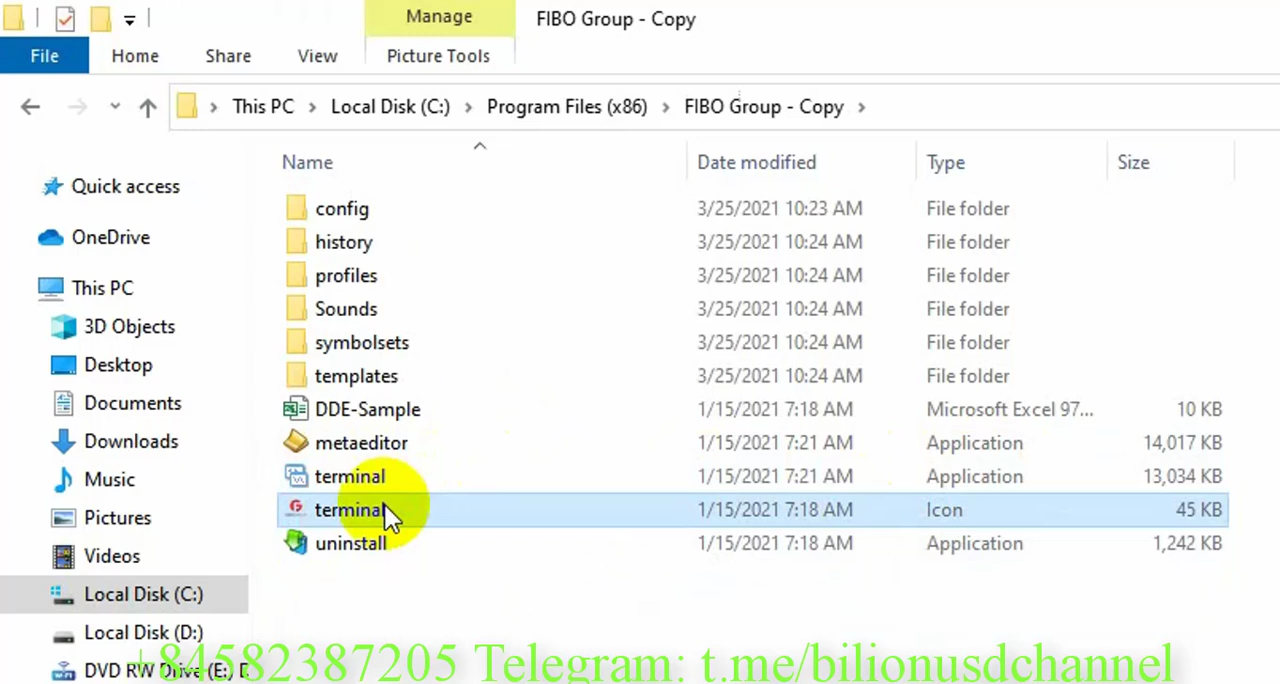 Manage
FIBO Group - Copy
File Home Share View Picture Tools
This PC Local Disk (C:) Program Files (x86) FIBO Group - Copy
Name Date modified Type Size
Quick access
OneDrive
This PC
3D Objects
Desktop
Documents
Downloads
Music
Pictures
Videos
Local Disk (C:)
Local Disk (D:)
DVD RW Drive (E:) D
config 3/25/2021 10:23 AM File folder
history 3/25/2021 10:24 AM File folder
profiles 3/25/2021 10:24 AM File folder
Sounds 3/25/2021 10:24 AM File folder
symbolsets 3/25/2021 10:24 AM File folder
templates 3/25/2021 10:24 AM File folder
DDE-Sample 1/15/2021 7:18 AM Microsoft Excel 97... 10 KB
metaeditor 1/15/2021 7:21 AM Application 14,017 KB
terminal 1/15/2021 7:21 AM Application 13,034 KB
terminal 1/15/2021 7:18 AM Icon 45 KB
uninstall 1/15/2021 7:18 AM Application 1,242 KB
+84582387205 Telegram: t.me/bilionusdchannel